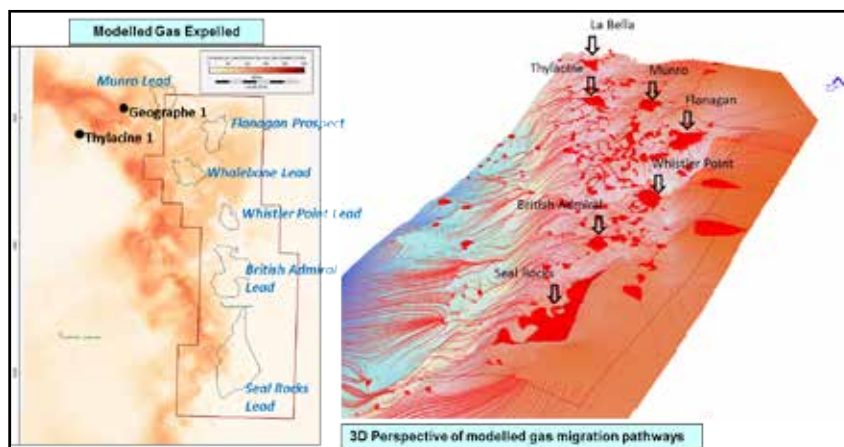 Modelled Gas Expelled
Munro Lead
Geographe 1
Thylacine 1
Flanagan Prospect
Whalebone Lead
Whistler Point Lead
British Admiral
Lead
Seal Rocks
Lead
La Bella
Thylacine
Munro
Flanagan
Whistler Point
British Admiral
Seal Rocks
3D Perspective of modelled gas migration pathways